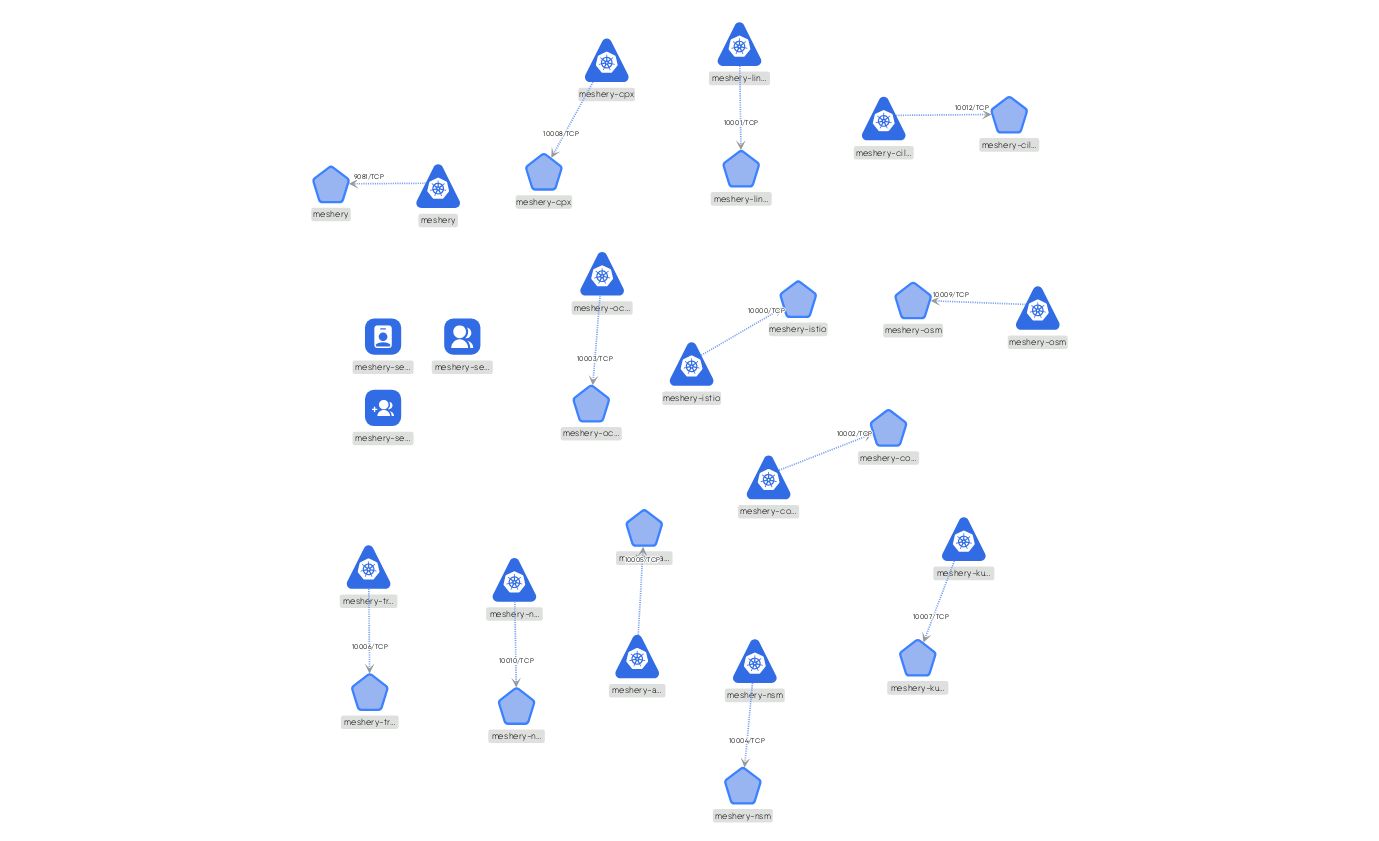 meshery-lin...
meshery-cpx
10012/TCP
10001/TCP
10008/TCP
meshery-cil...
meshery-cil...
9081/TCP
meshery-lin...
meshery-cpx
meshery
meshery
meshery-oc...
10009/TCP
10000/TCP
meshery-istio
meshery-osm
meshery-osm
10003/TCP
meshery-se...
meshery-se...
meshery-istio
meshery-oc...
10002/TCP
meshery-se...
meshery-co...
meshery-co...
10005/TCP
meshery-ku...
meshery-tr...
meshery-n...
10007/TCP
10006/TCP
10010/TCP
meshery-a...
meshery-ku...
meshery-nsm
meshery-tr...
meshery-n...
10004/TCP
meshery-nsm